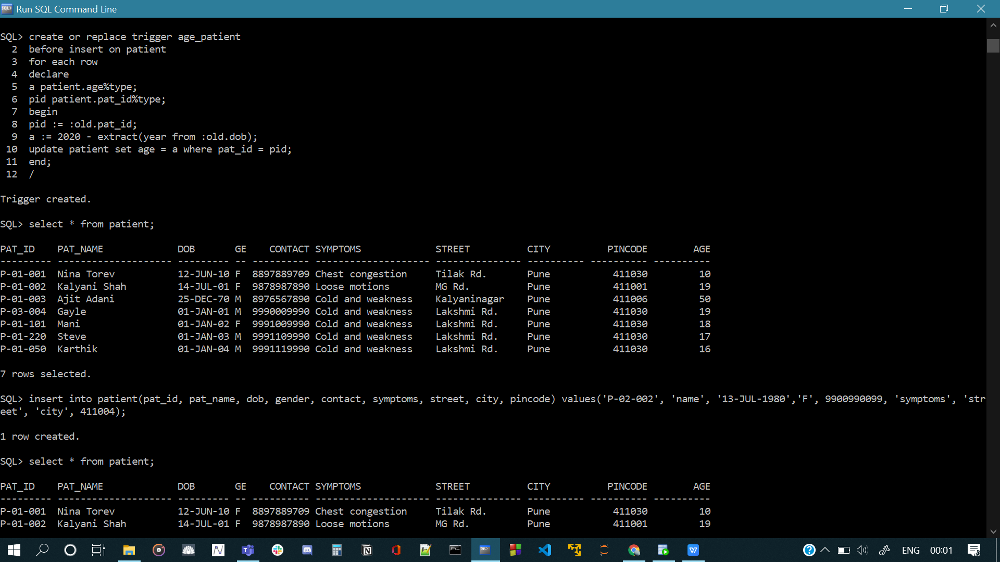 Run SQL Command Line
SQL> create or replace trigger age_patient
  2  before insert on patient
  3  for each row
  4  declare
  5  a patient.age%type;
  6  pid patient.pat_id%type;
  7  begin
  8  pid := :old.pat_id;
  9  a := 2020 - extract(year from :old.dob);
 10  update patient set age = a where pat_id = pid;
 11  end;
 12  /
Trigger created.
SQL> select * from patient;
PAT_ID    PAT_NAME             DOB       GE    CONTACT SYMPTOMS             STREET          CITY          PINCODE        AGE
--------- -------------------- --------- -- ---------- -------------------- --------------- ---------- ---------- ----------
P-01-001  Nina Torev           12-JUN-10 F  8897889709 Chest congestion     Tilak Rd.       Pune           411030         10
P-01-002  Kalyani Shah         14-JUL-01 F  9878987890 Loose motions        MG Rd.          Pune           411001         19
P-01-003  Ajit Adani           25-DEC-70 M  8976567890 Cold and weakness    Kalyaninagar    Pune           411006         50
P-03-004  Gayle                01-JAN-01 M  9990009990 Cold and weakness    Lakshmi Rd.     Pune           411030         19
P-01-101  Mani                 01-JAN-02 F  9991009990 Cold and weakness    Lakshmi Rd.     Pune           411030         18
P-01-220  Steve                01-JAN-03 M  9991109990 Cold and weakness    Lakshmi Rd.     Pune           411030         17
P-01-050  Karthik              01-JAN-04 M  9991119990 Cold and weakness    Lakshmi Rd.     Pune           411030         16
7 rows selected.
SQL> insert into patient(pat_id, pat_name, dob, gender, contact, symptoms, street, city, pincode) values('P-02-002', 'name', '13-JUL-1980','F', 9900990099, 'symptoms', 'str
eet', 'city', 411004);
1 row created.
SQL> select * from patient;
PAT_ID    PAT_NAME             DOB       GE    CONTACT SYMPTOMS             STREET          CITY          PINCODE        AGE
--------- -------------------- --------- -- ---------- -------------------- --------------- ---------- ---------- ----------
P-01-001  Nina Torev           12-JUN-10 F  8897889709 Chest congestion     Tilak Rd.       Pune           411030         10
P-01-002  Kalyani Shah         14-JUL-01 F  9878987890 Loose motions        MG Rd.          Pune           411001         19
ENG 00:01